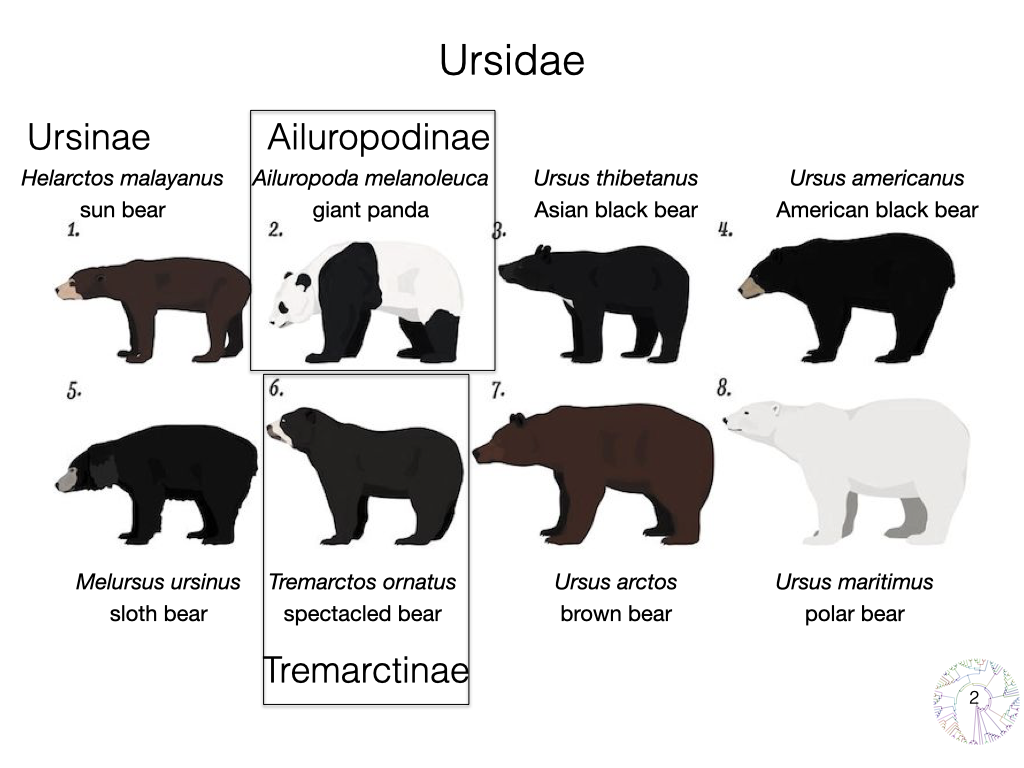 Ursidae
Ursinae
Ailuropodinae
Helarctos malayanus
sun bear
Ailuropoda melanoleuca
giant panda
Ursus thibetanus
Asian black bear
Ursus americanus
American black bear
1.
2.
3.
4.
5.
6.
7.
8.
Melursus ursinus
sloth bear
Tremarctos ornatus
spectacled bear
Ursus arctos
brown bear
Ursus maritimus
polar bear
Tremarctinae
2